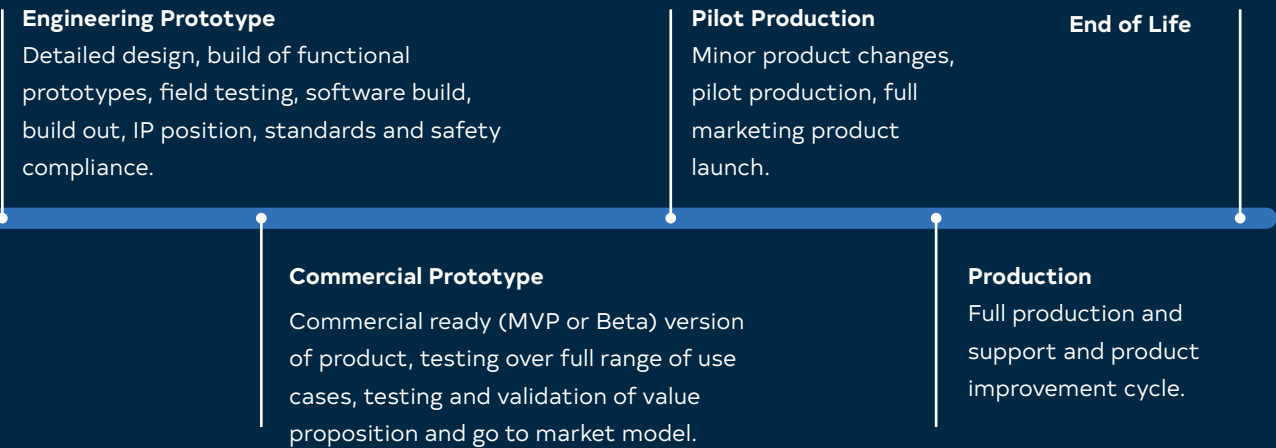 Engineering Prototype
Detailed design, build of functional
prototypes, field testing, software build,
build out, IP position, standards and safety
compliance.
Pilot Production
Minor product changes,
pilot production, full
marketing product
launch.
End of Life
Commercial Prototype
Commercial ready (MVP or Beta) version
of product, testing over full range of use
cases, testing and validation of value
proposition and go to market model.
Production
Full production and
support and product
improvement cycle.